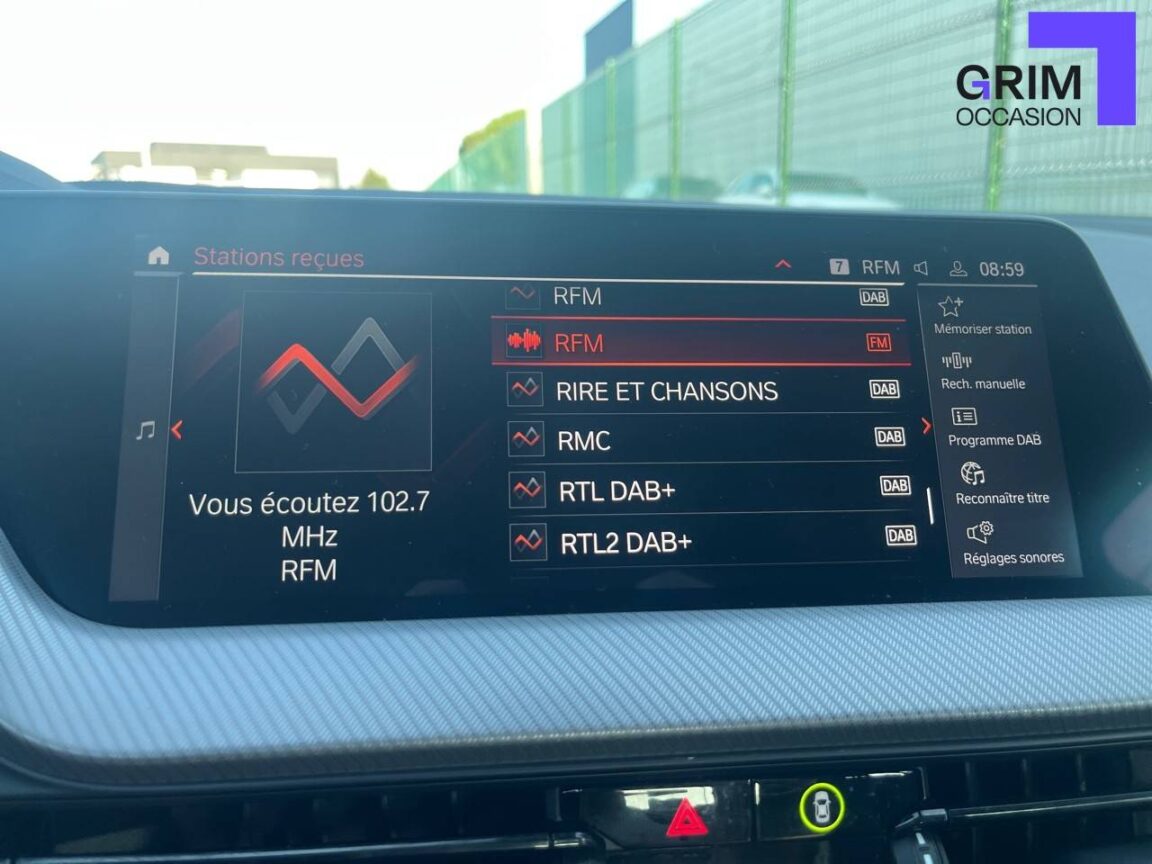 GRIM
OCCASION
Stations reçues
7 RFM 08:59
RFM DAB
RFM FM
RIRE ET CHANSONS DAB
RMC DAB
RTL DAB+ DAB
RTL2 DAB+ DAB
Vous écoutez 102.7
MHz
RFM
Mémoriser station
Rech. manuelle
Programme DAB
Reconnaître titre
Réglages sonores